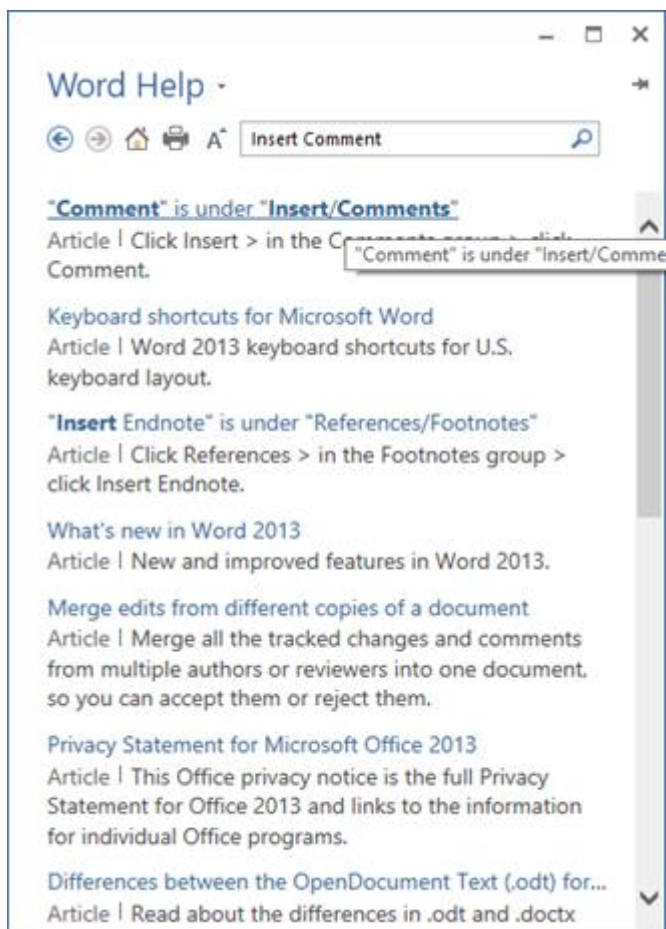 Word Help
A
Insert Comment
"Comment" is under "Insert/Comments"
Article | Click Insert > in the Comments group > click
"Comment" is under "Insert/Comme
Comment.
Keyboard shortcuts for Microsoft Word
Article | Word 2013 keyboard shortcuts for U.S.
keyboard layout.
"Insert Endnote" is under "References/Footnotes"
Article | Click References > in the Footnotes group >
click Insert Endnote.
What's new in Word 2013
Article | New and improved features in Word 2013.
Merge edits from different copies of a document
Article | Merge all the tracked changes and comments
from multiple authors or reviewers into one document,
so you can accept them or reject them.
Privacy Statement for Microsoft Office 2013
Article | This Office privacy notice is the full Privacy
Statement for Office 2013 and links to the information
for individual Office programs.
Differences between the OpenDocument Text (.odt) for...
Article | Read about the differences in .odt and .doctx